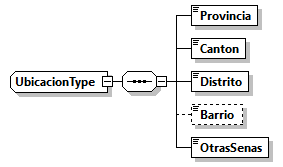 Provincia
Canton
UbicacionType
Distrito
Barrio
OtrasSenas